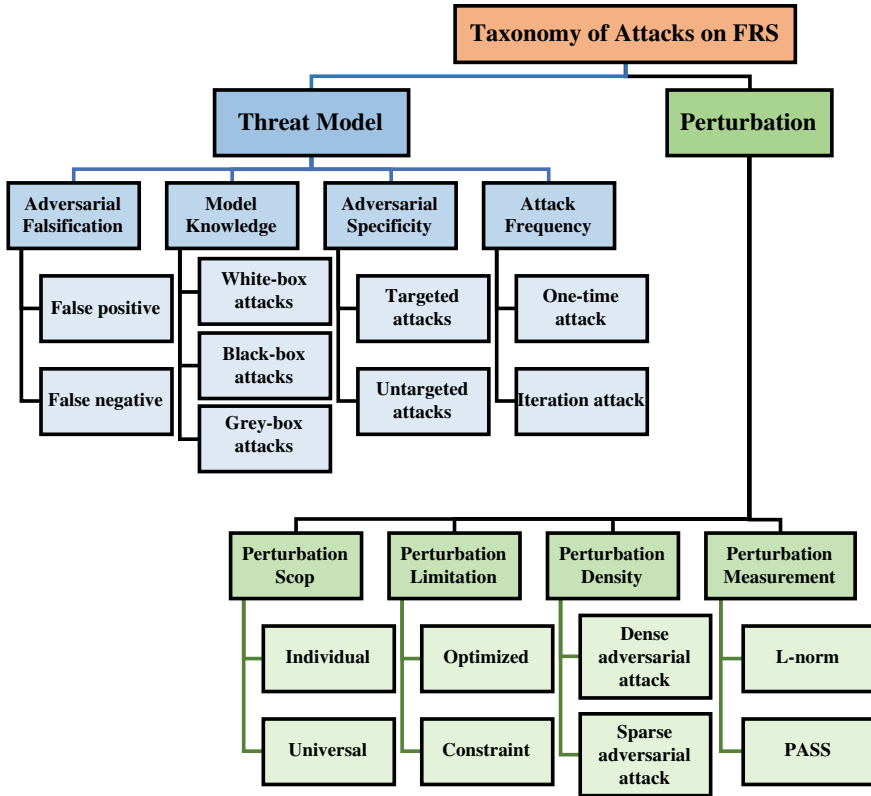 Taxonomy of Attacks on FRS
Threat Model
Perturbation
Adversarial
Falsification
Model
Knowledge
Adversarial
Specificity
Attack
Frequency
False positive
False negative
White-box
attacks
Black-box
attacks
Grey-box
attacks
Targeted
attacks
Untargeted
attacks
One-time
attack
Iteration attack
Perturbation
Scop
Perturbation
Limitation
Perturbation
Density
Perturbation
Measurement
Individual
Universal
Optimized
Constraint
Dense
adversarial
attack
Sparse
adversarial
attack
L-norm
PASS